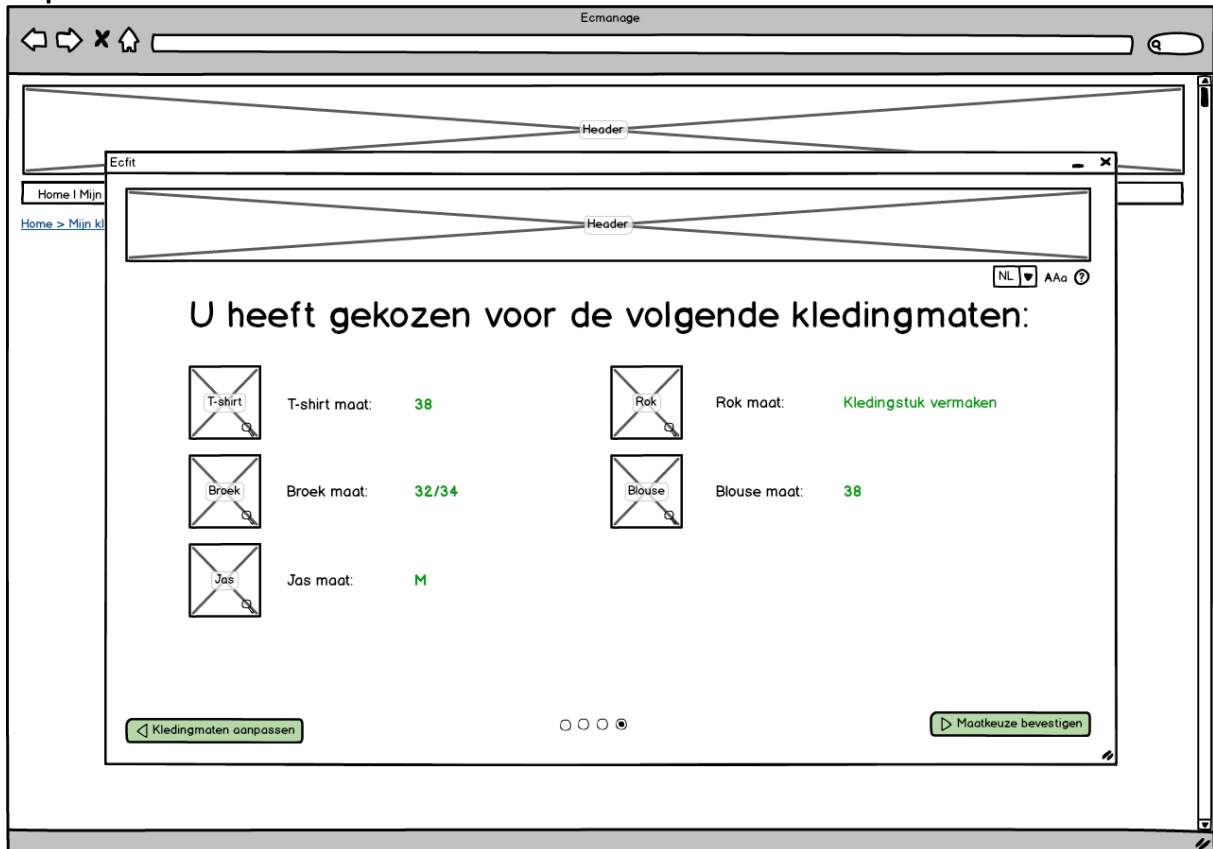 Ecmanage
Header
Ecfit
Home | Mijn
Home > Mijn kl
Header
NL AAa ?
U heeft gekozen voor de volgende kledingmaten:
T-shirt T-shirt maat: 38
Rok Rok maat: Kledingstuk vermaken
Broek Broek maat: 32/34
Blouse Blouse maat: 38
Jas Jas maat: M
Kledingmaten aanpassen
Maatkeuze bevestigen